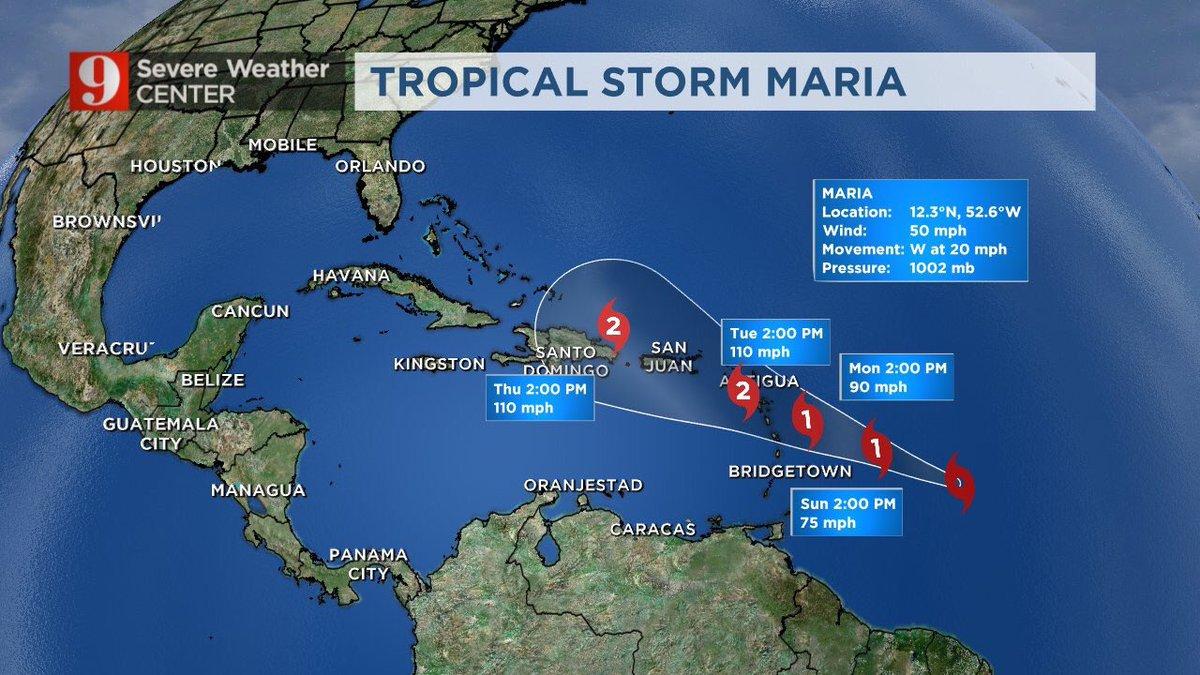 9
Severe Weather
CENTER
TROPICAL STORM MARIA
MOBILE
HOUSTON
ORLANDO
BROWNSVI
MARIA
Location: 12.3°N, 52.6°W
Wind: 50 mph
Movement: W at 20 mph
Pressure: 1002 mb
HAVANA
CANCUN
VERACRU
BELIZE
KINGSTON
SANTO
DOMINGO
SAN
JUAN
2
Tue 2:00 PM
110 mph
Mon 2:00 PM
90 mph
2
1
1
Thu 2:00 PM
110 mph
GUATEMALA
CITY
BRIDGETOWN
MANAGUA
ORANJESTAD
Sun 2:00 PM
75 mph
CARACAS
PANAMA
CITY